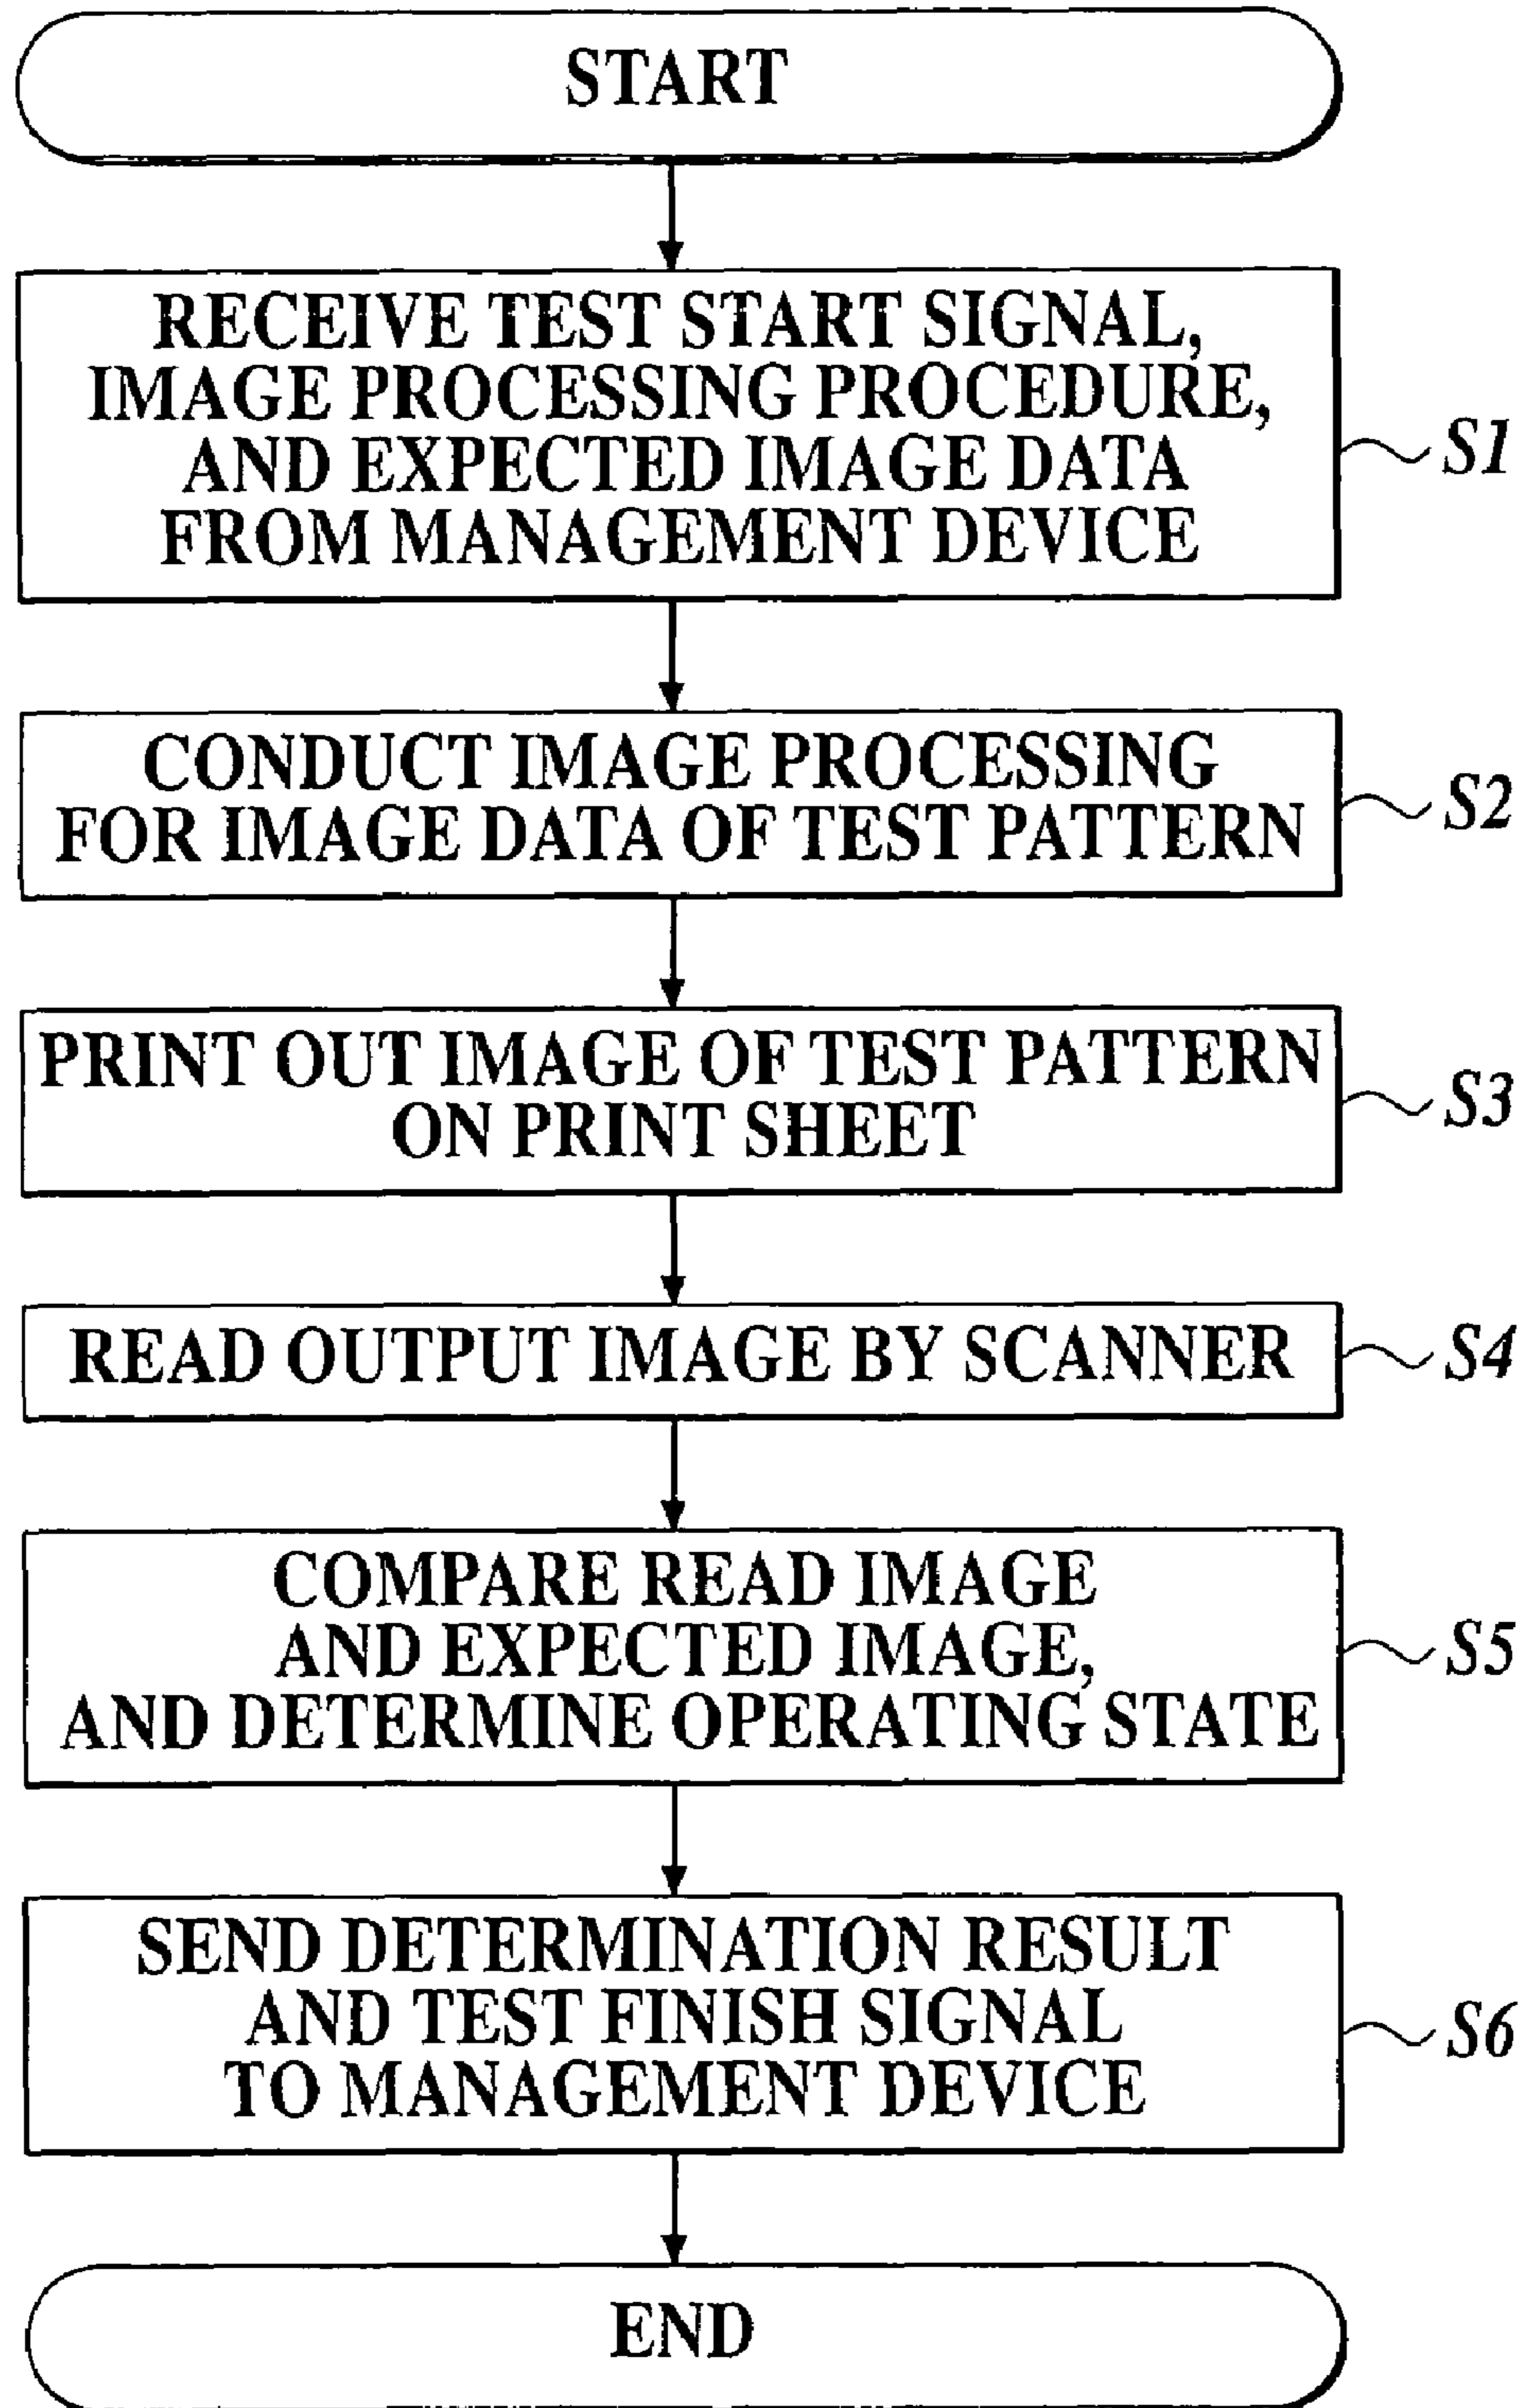 START
RECEIVE TEST START SIGNAL,
IMAGE PROCESSING PROCEDURE,
AND EXPECTED IMAGE DATA
FROM MANAGEMENT DEVICE
S1
CONDUCT IMAGE PROCESSING
FOR IMAGE DATA OF TEST PATTERN
S2
PRINT OUT IMAGE OF TEST PATTERN
ON PRINT SHEET
S3
READ OUTPUT IMAGE BY SCANNER
S4
COMPARE READ IMAGE
AND EXPECTED IMAGE,
AND DETERMINE OPERATING STATE
S5
SEND DETERMINATION RESULT
AND TEST FINISH SIGNAL
TO MANAGEMENT DEVICE
S6
END